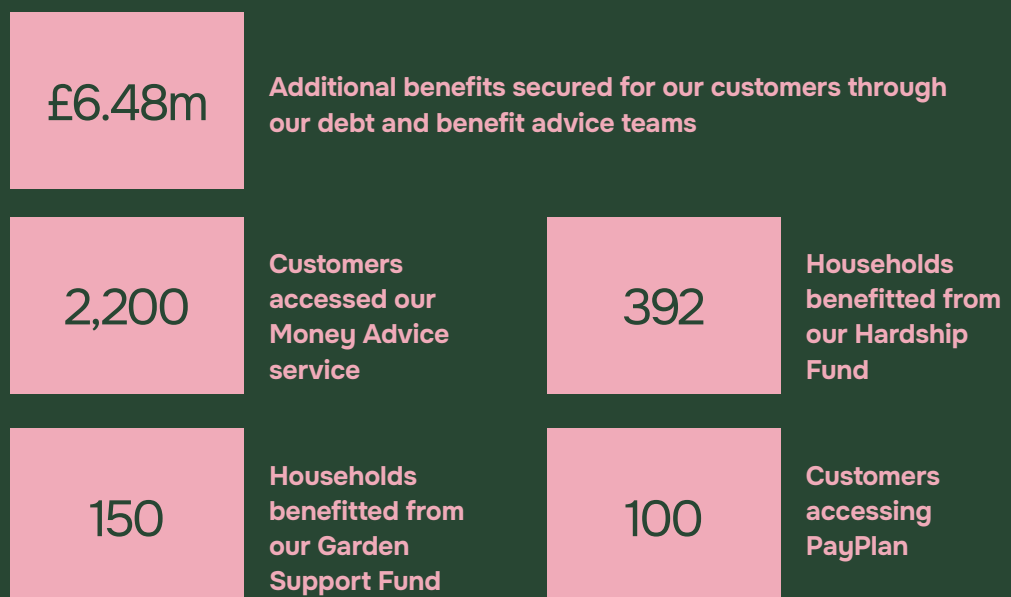 £6.48m
Additional benefits secured for our customers through
our debt and benefit advice teams
2,200
Customers
accessed our
Money Advice
service
392
Households
benefitted from
our Hardship
Fund
150
Households
benefitted from
our Garden
Support Fund
100
Customers
accessing
PayPlan